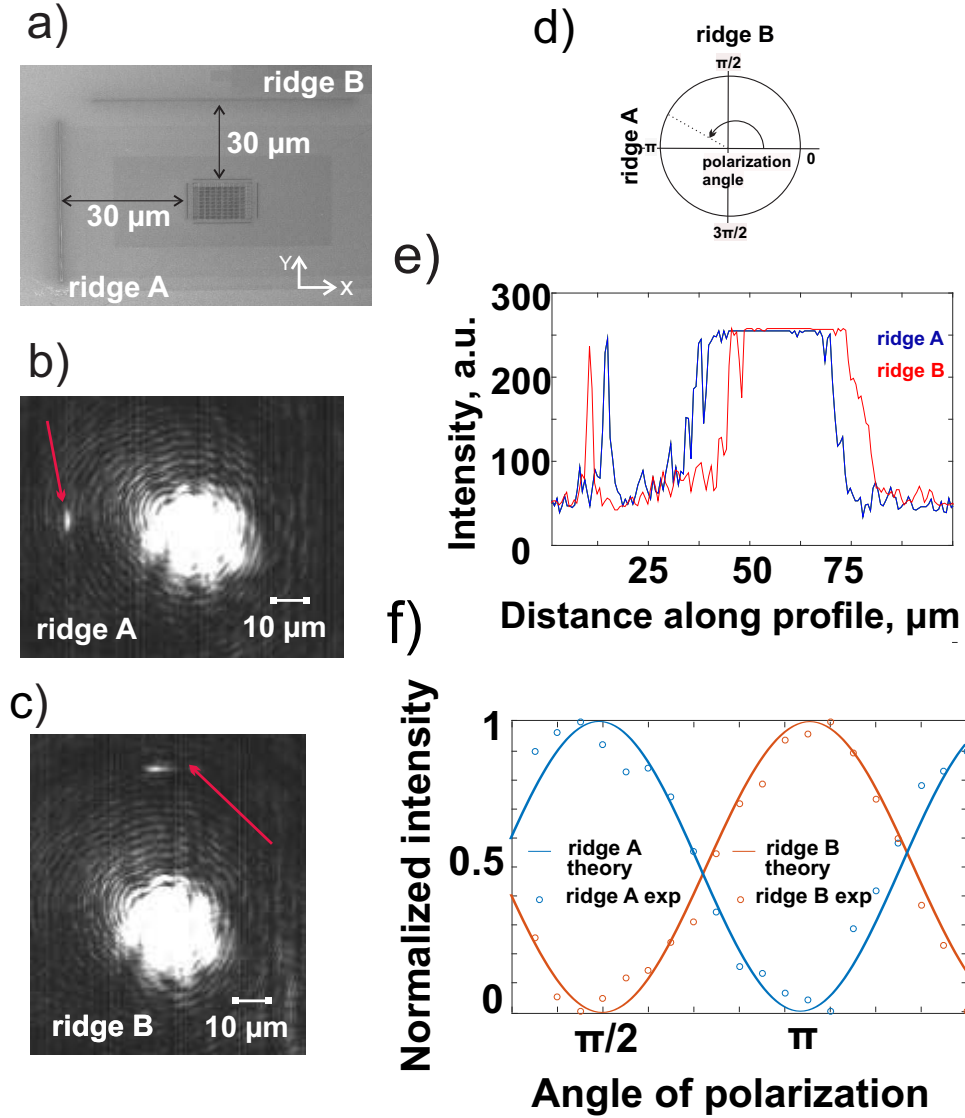 a)
ridge B
30 µm
30 µm
ridge A
Y
X
b)
ridge A
10 µm
c)
ridge B
10 µm
d)
ridge B
π/2
ridge A
π
0
polarization
angle
3π/2
e)
300
200
100
0
Intensity, a.u.
ridge A
ridge B
25
50
75
Distance along profile, µm
f)
Normalized intensity
1
0.5
0
ridge A
theory
ridge B
theory
ridge A exp
ridge B exp
π/2
π
Angle of polarization